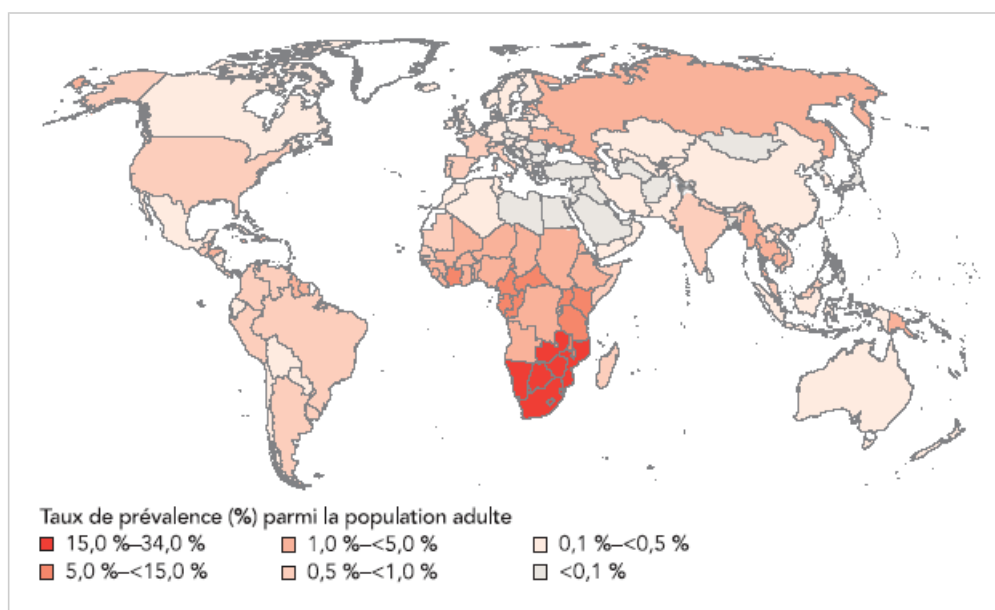 Taux de prévalence (%) parmi la population adulte
15,0 %–34,0 % 1,0 %–<5,0 % 0,1 %–<0,5 %
5,0 %–<15,0 % 0,5 %–<1,0 % <0,1 %